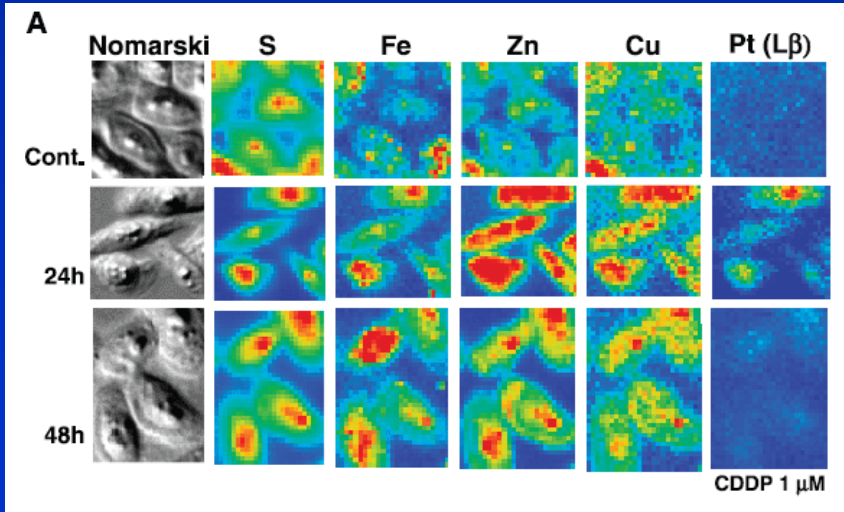 A
Nomarski S Fe Zn Cu Pt (Lβ)
Cont.
24h
48h
CDDP 1 μM